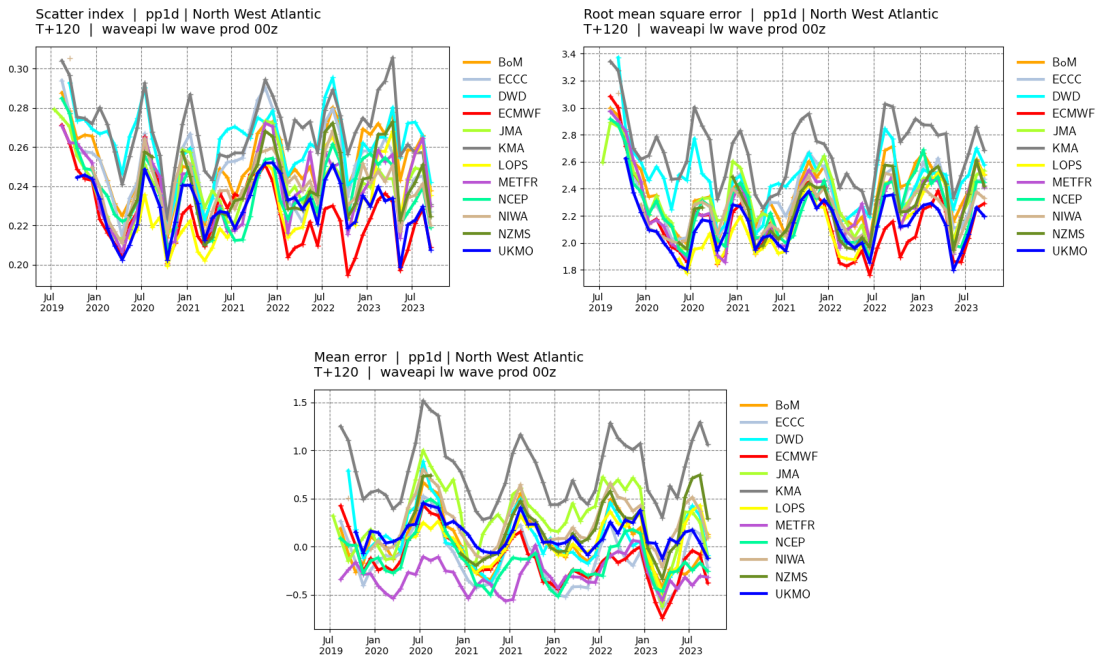 Scatter index | pp1d | North West Atlantic
T+120 | waveapi lw wave prod 00z
0.30
0.28
0.26
0.24
0.22
0.20
Jul 2019
Jan 2020
Jul 2020
Jan 2021
Jul 2021
Jan 2022
Jul 2022
Jan 2023
Jul 2023
BoM
ECCC
DWD
ECMWF
JMA
KMA
LOPS
METFR
NCEP
NIWA
NZMS
UKMO
Root mean square error | pp1d | North West Atlantic
T+120 | waveapi lw wave prod 00z
3.4
3.2
3.0
2.8
2.6
2.4
2.2
2.0
1.8
Jul 2019
Jan 2020
Jul 2020
Jan 2021
Jul 2021
Jan 2022
Jul 2022
Jan 2023
Jul 2023
BoM
ECCC
DWD
ECMWF
JMA
KMA
LOPS
METFR
NCEP
NIWA
NZMS
UKMO
Mean error | pp1d | North West Atlantic
T+120 | waveapi lw wave prod 00z
1.5
1.0
0.5
0.0
−0.5
Jul 2019
Jan 2020
Jul 2020
Jan 2021
Jul 2021
Jan 2022
Jul 2022
Jan 2023
Jul 2023
BoM
ECCC
DWD
ECMWF
JMA
KMA
LOPS
METFR
NCEP
NIWA
NZMS
UKMO